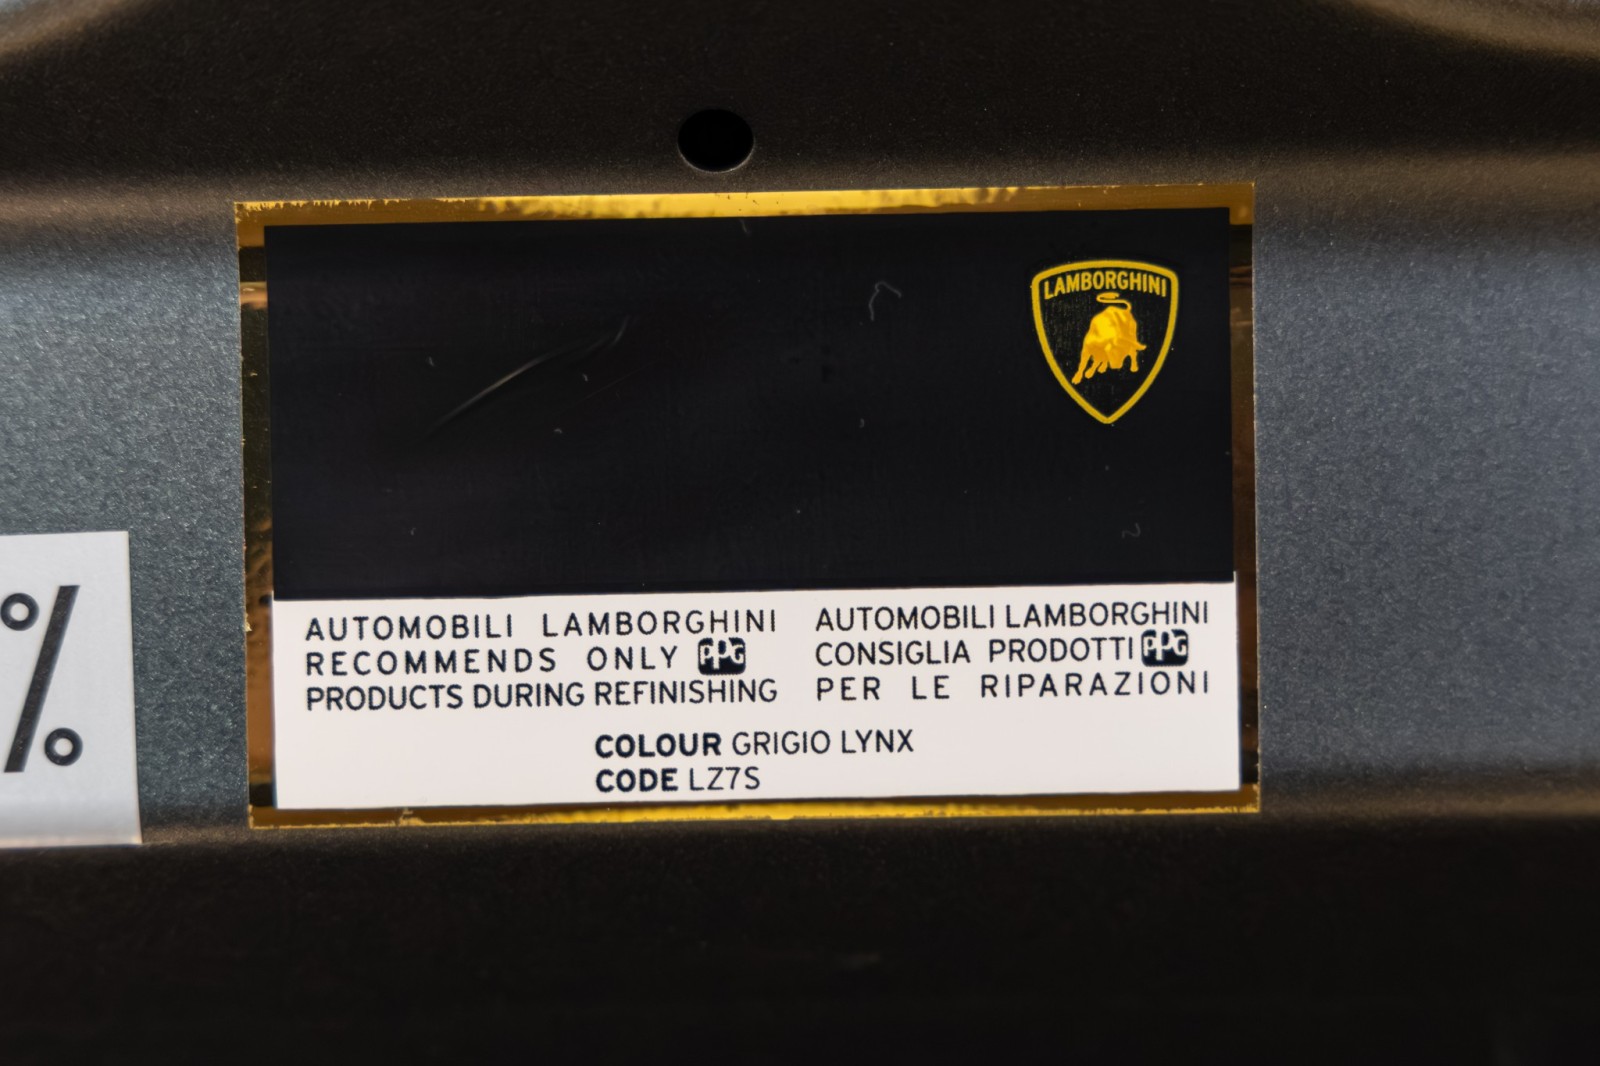 LAMBORGHINI
AUTOMOBILI LAMBORGHINI
RECOMMENDS ONLY PPG
PRODUCTS DURING REFINISHING
AUTOMOBILI LAMBORGHINI
CONSIGLIA PRODOTTI PPG
PER LE RIPARAZIONI
COLOUR GRIGIO LYNX
CODE LZ7S
%